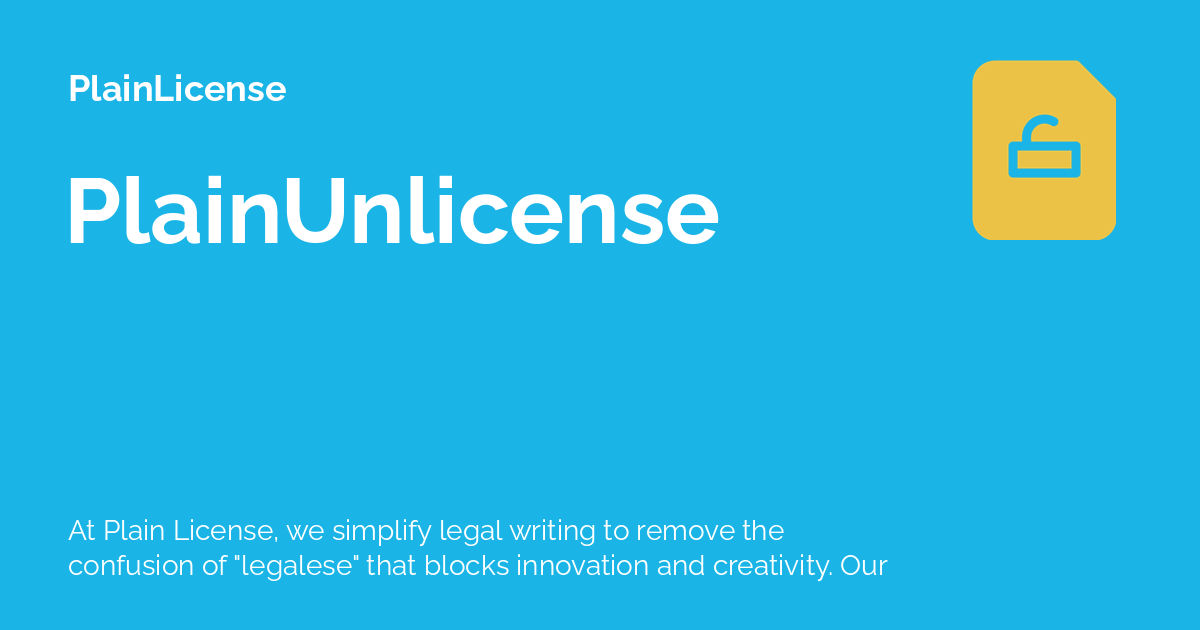 PlainLicense
PlainUnlicense
At Plain License, we simplify legal writing to remove the
confusion of "legalese" that blocks innovation and creativity. Our